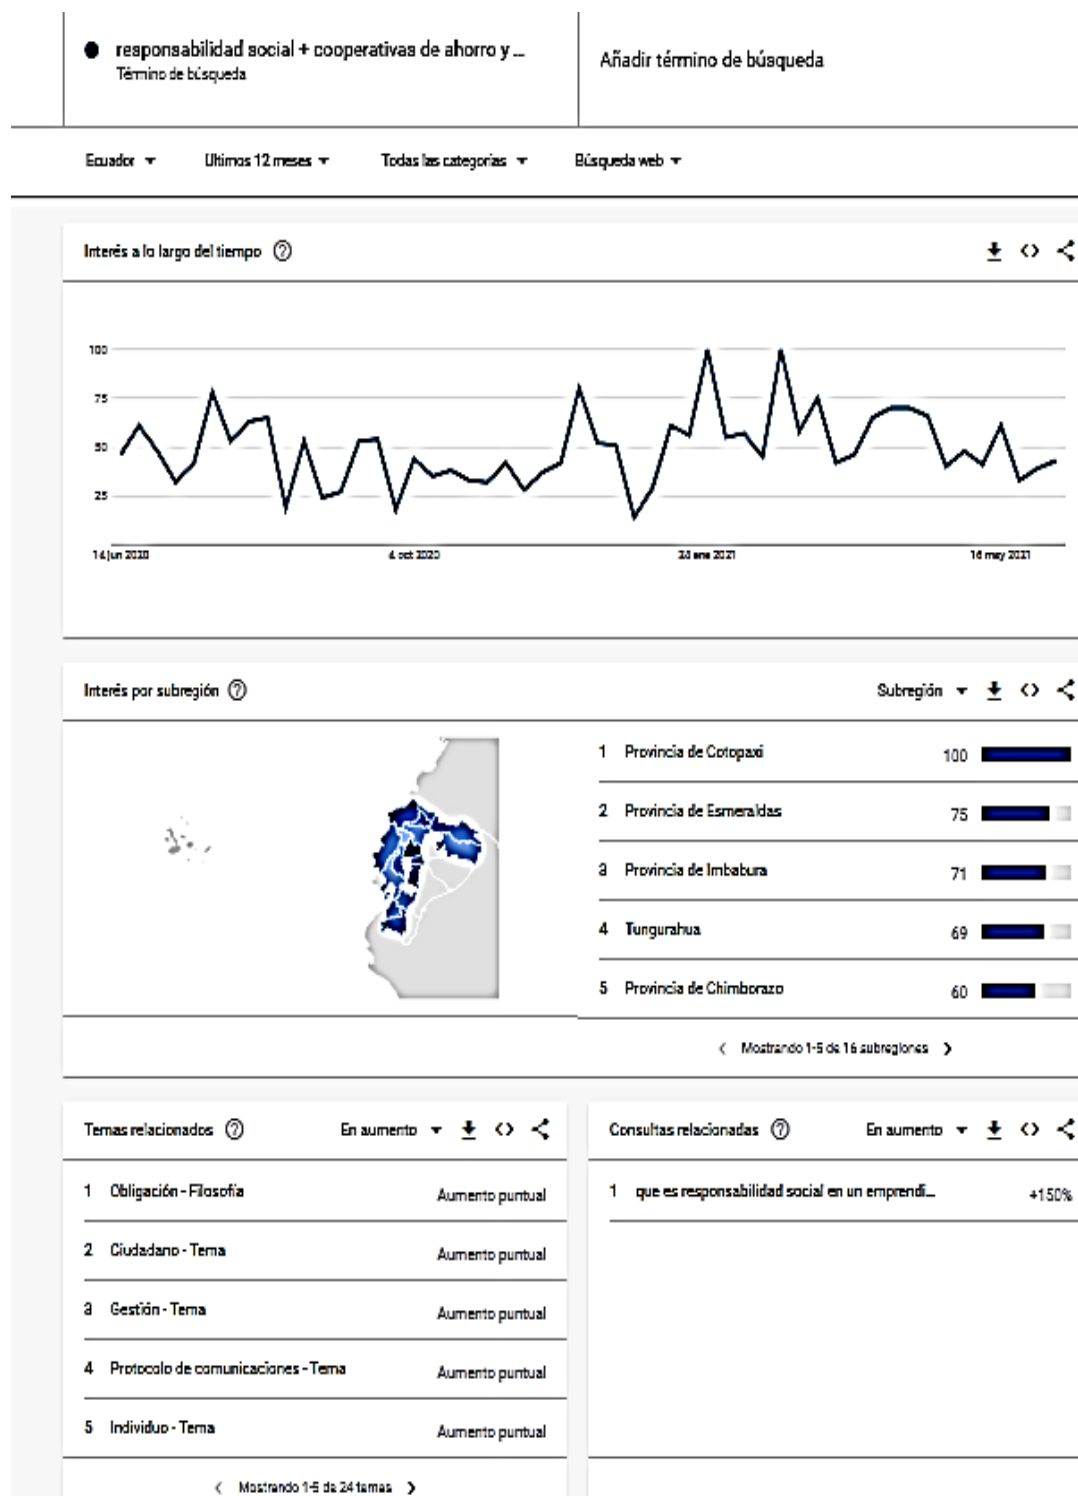 responsabilidad social + cooperativas de ahorro y ...
Término de búsqueda
Añadir término de búsqueda
Ecuador
Ultimos 12 meses
Todas las categorías
Búsqueda web
Interés a lo largo del tiempo
100
75
50
25
14 jun 2020
4 oct 2020
24 ene 2021
16 may 2021
Interés por subregión
Subregión
1 Provincia de Cotopaxi 100
2 Provincia de Esmeraldas 75
3 Provincia de Imbabura 71
4 Tungurahua 69
5 Provincia de Chimborazo 60
Mostrando 1-5 de 16 subregiones
Temas relacionados
En aumento
1 Obligación - Filosofía Aumento puntual
2 Ciudadano - Tema Aumento puntual
3 Gestión - Tema Aumento puntual
4 Protocolo de comunicaciones - Tema Aumento puntual
5 Individuo - Tema Aumento puntual
Mostrando 1-5 de 24 temas
Consultas relacionadas
En aumento
1 que es responsabilidad social en un emprendi... +150%